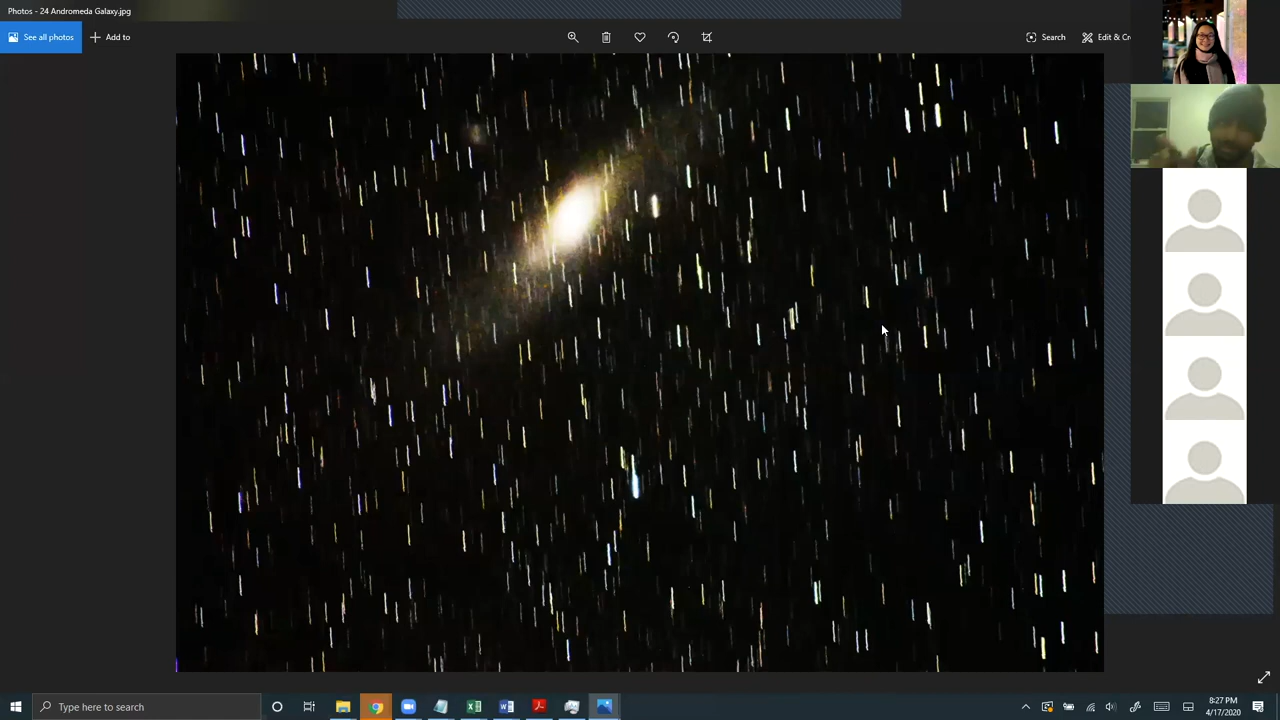 Photos - 24 Andromeda Galaxy.jpg
See all photos
Add to
Search
Edit & Cr
Type here to search
8:27 PM
4/17/2020